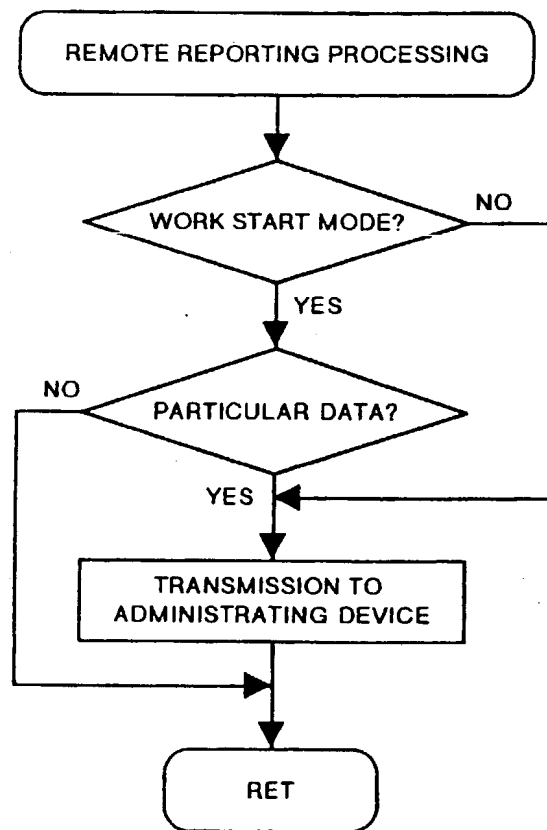 REMOTE REPORTING PROCESSING
WORK START MODE?
NO
YES
NO
PARTICULAR DATA?
YES
TRANSMISSION TO
ADMINISTRATING DEVICE
RET